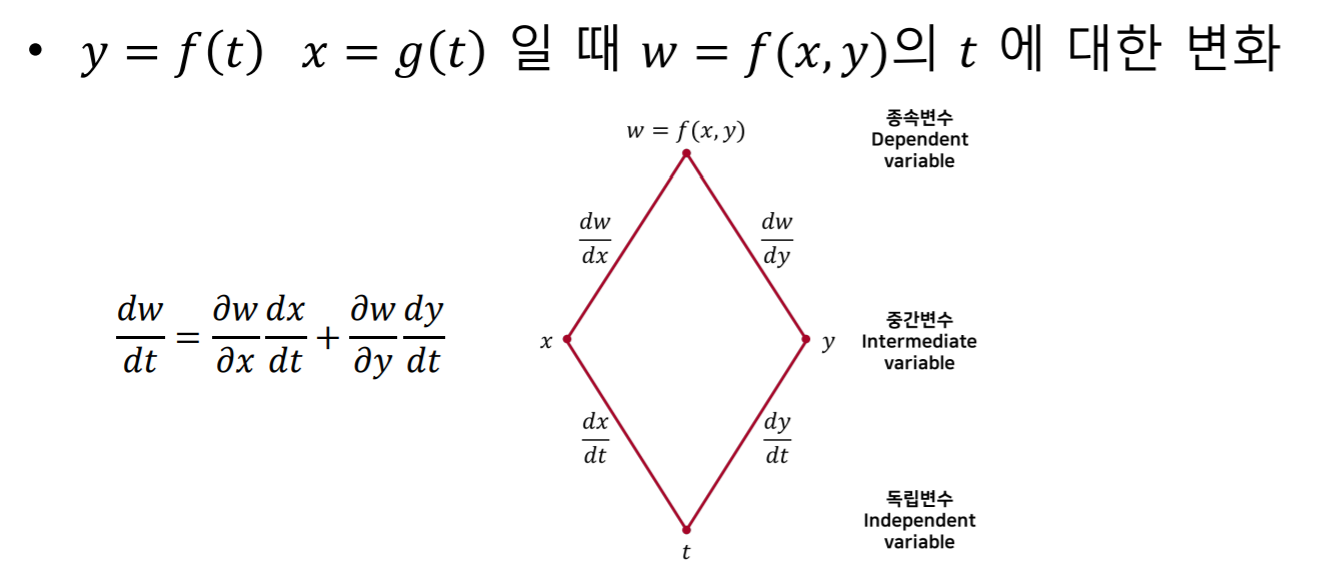 • y = f(t) x = g(t) 일 때 w = f(x, y)의 t 에 대한 변화
w = f(x, y)
종속변수
Dependent
variable
dw/dx
dw/dy
dw/dt = ∂w/∂x dx/dt + ∂w/∂y dy/dt
x
y
중간변수
Intermediate
variable
dx/dt
dy/dt
독립변수
Independent
variable
t